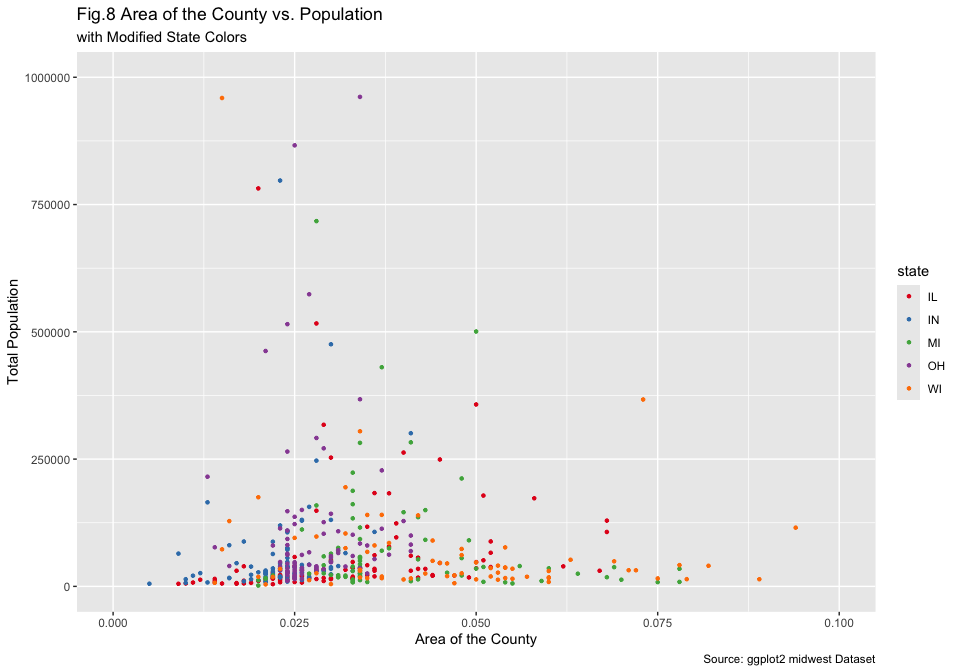 Fig.8 Area of the County vs. Population
with Modified State Colors
1000000
750000
500000
250000
0
Total Population
0.000 0.025 0.050 0.075 0.100
Area of the County
state
IL
IN
MI
OH
WI
Source: ggplot2 midwest Dataset